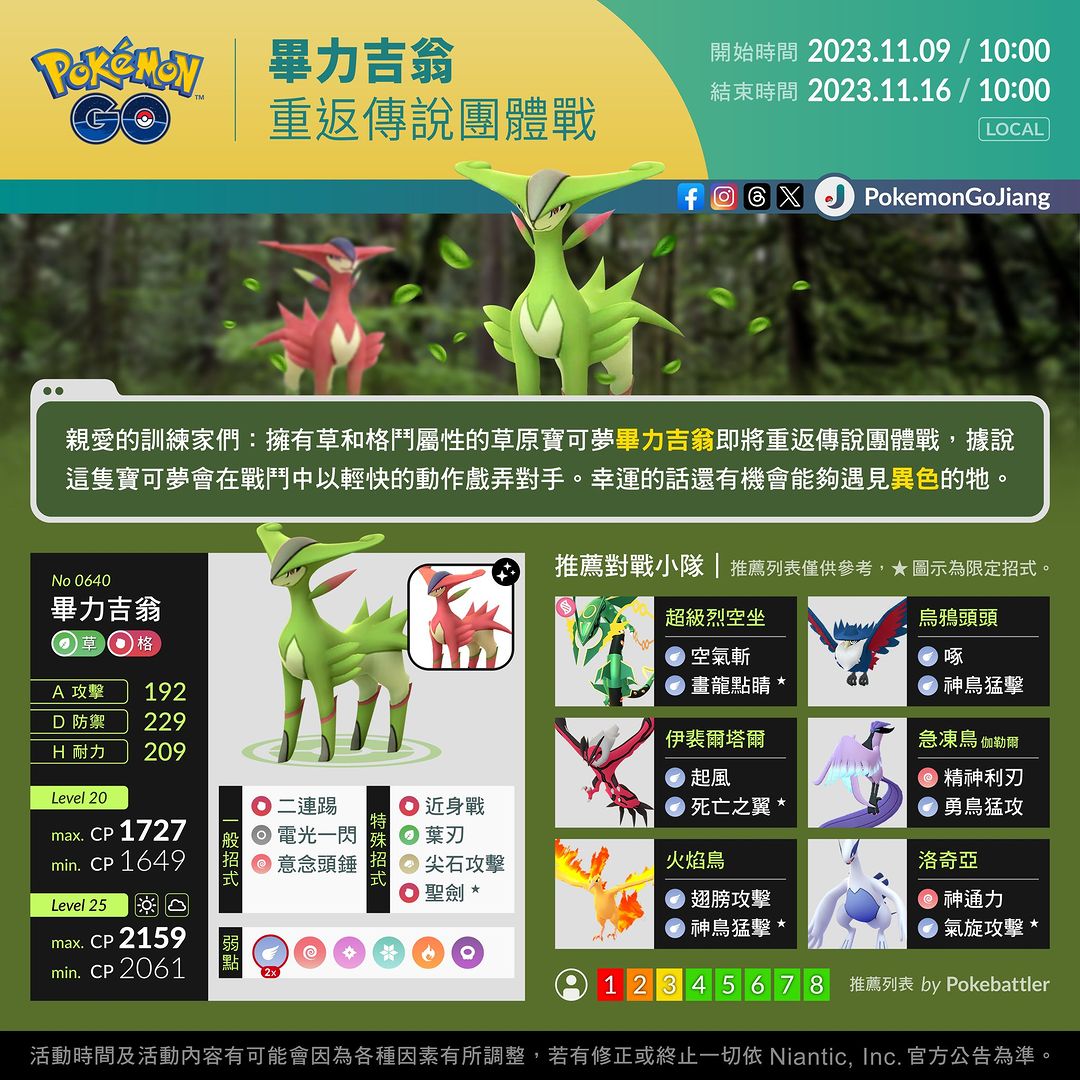 POKéMON
GO
™
畢力吉翁
重返傳說團體戰
開始時間 2023.11.09 / 10:00
結束時間 2023.11.16 / 10:00
LOCAL
PokemonGoJiang
親愛的訓練家們：擁有草和格鬥屬性的草原寶可夢畢力吉翁即將重返傳說團體戰，據說
這隻寶可夢會在戰鬥中以輕快的動作戲弄對手。幸運的話還有機會能夠遇見異色的牠。
No 0640
畢力吉翁
草 格
A 攻擊 192
D 防禦 229
H 耐力 209
Level 20
max. CP 1727
min. CP 1649
Level 25
max. CP 2159
min. CP 2061
一般招式
二連踢
電光一閃
意念頭錘
特殊招式
近身戰
葉刃
尖石攻擊
聖劍 ★
弱點
2x
推薦對戰小隊 | 推薦列表僅供參考，★ 圖示為限定招式。
超級烈空坐
空氣斬
畫龍點睛 ★
烏鴉頭頭
啄
神鳥猛擊
伊裴爾塔爾
起風
死亡之翼 ★
急凍鳥 伽勒爾
精神利刃
勇鳥猛攻
火焰鳥
翅膀攻擊
神鳥猛擊 ★
洛奇亞
神通力
氣旋攻擊 ★
1 2 3 4 5 6 7 8
推薦列表 by Pokebattler
活動時間及活動內容有可能會因為各種因素有所調整，若有修正或終止一切依 Niantic, Inc. 官方公告為準。